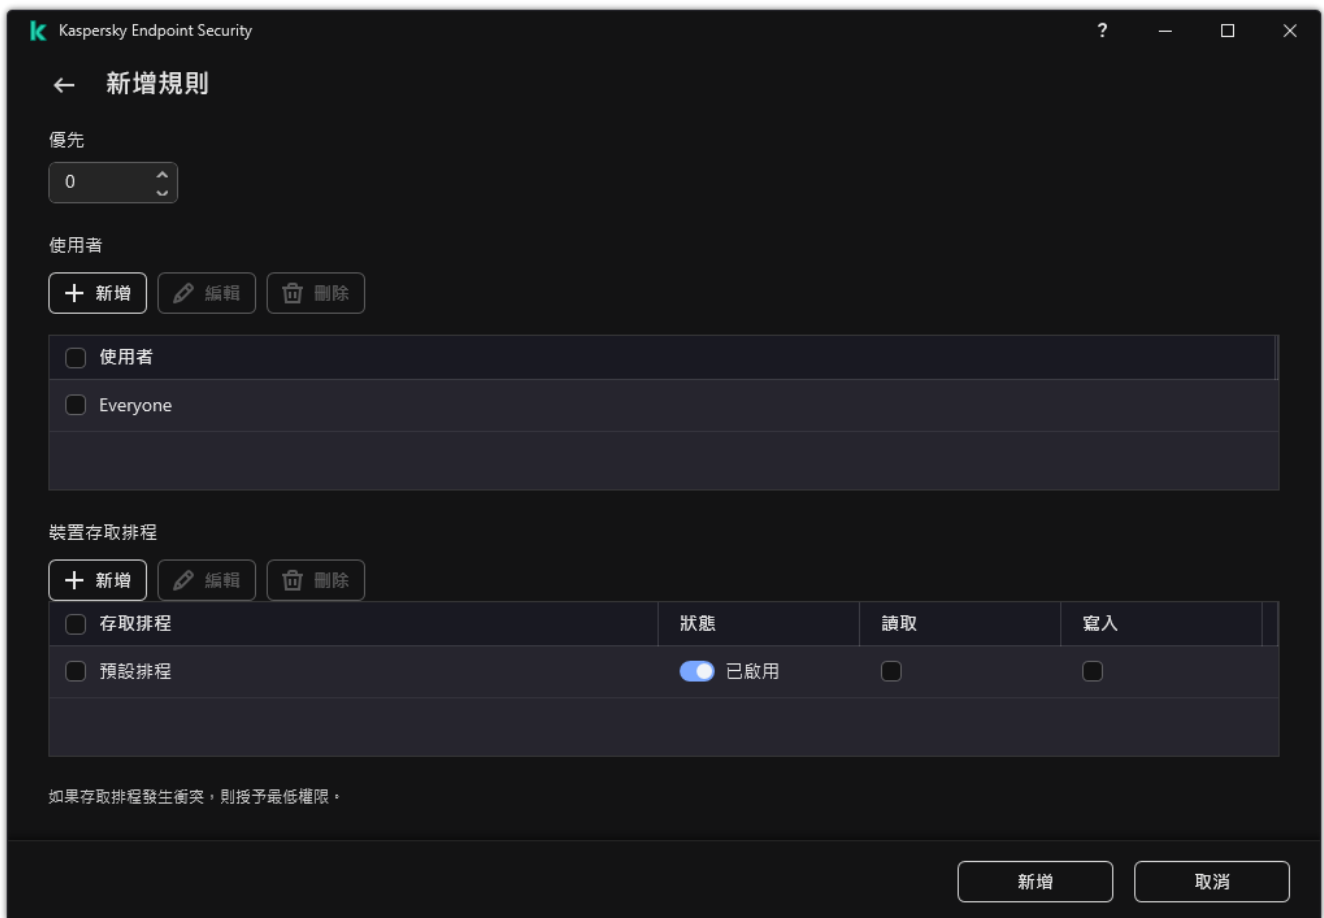 Kaspersky Endpoint Security ?
新增規則
優先
0
使用者
新增 編輯 刪除
使用者
Everyone
裝置存取排程
新增 編輯 刪除
存取排程 狀態 讀取 寫入
預設排程 已啟用
如果存取排程發生衝突，則授予最低權限。
新增 取消